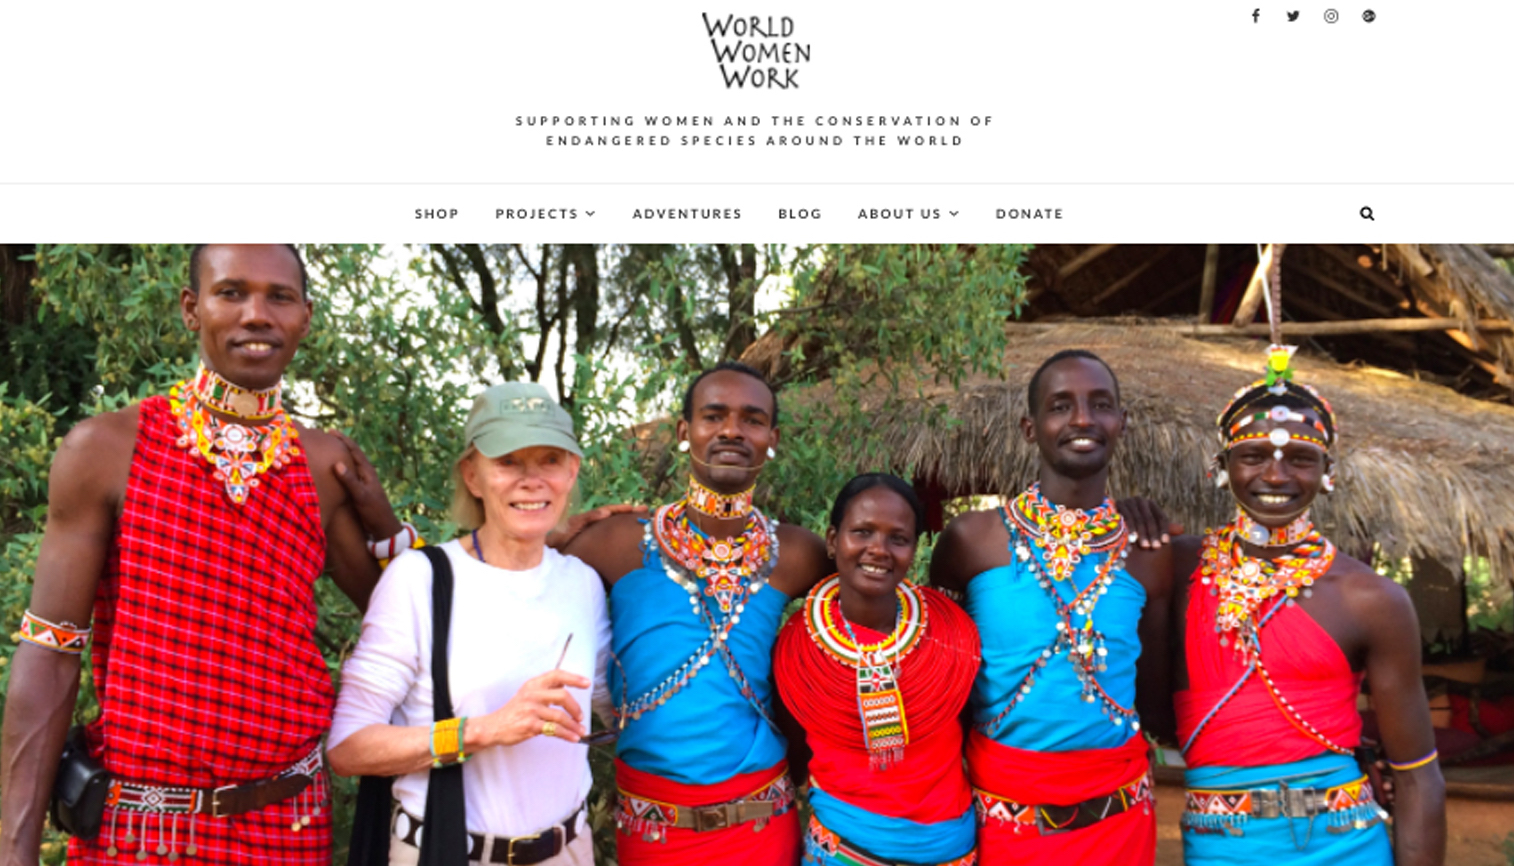 WORLD
WOMEN
WORK
SUPPORTING WOMEN AND THE CONSERVATION OF
ENDANGERED SPECIES AROUND THE WORLD
SHOP PROJECTS ADVENTURES BLOG ABOUT US DONATE